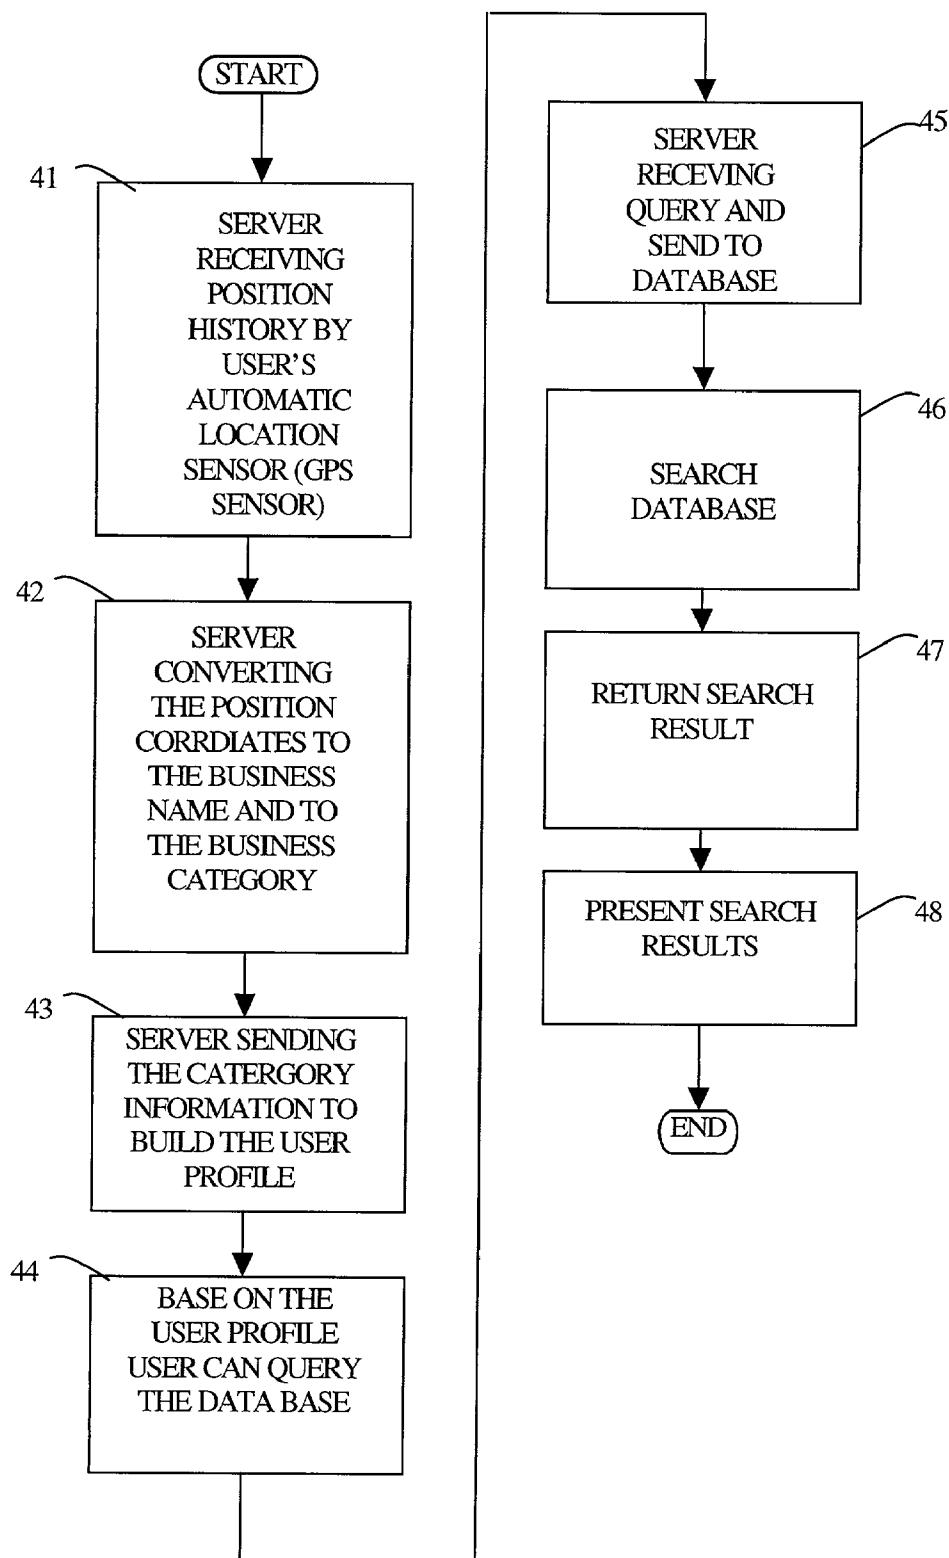 START
41
SERVER
RECEIVING
POSITION
HISTORY BY
USER'S
AUTOMATIC
LOCATION
SENSOR (GPS
SENSOR)
42
SERVER
CONVERTING
THE POSITION
CORRDIATES TO
THE BUSINESS
NAME AND TO
THE BUSINESS
CATEGORY
43
SERVER SENDING
THE CATERGORY
INFORMATION TO
BUILD THE USER
PROFILE
44
BASE ON THE
USER PROFILE
USER CAN QUERY
THE DATA BASE
45
SERVER
RECEVING
QUERY AND
SEND TO
DATABASE
46
SEARCH
DATABASE
47
RETURN SEARCH
RESULT
48
PRESENT SEARCH
RESULTS
END